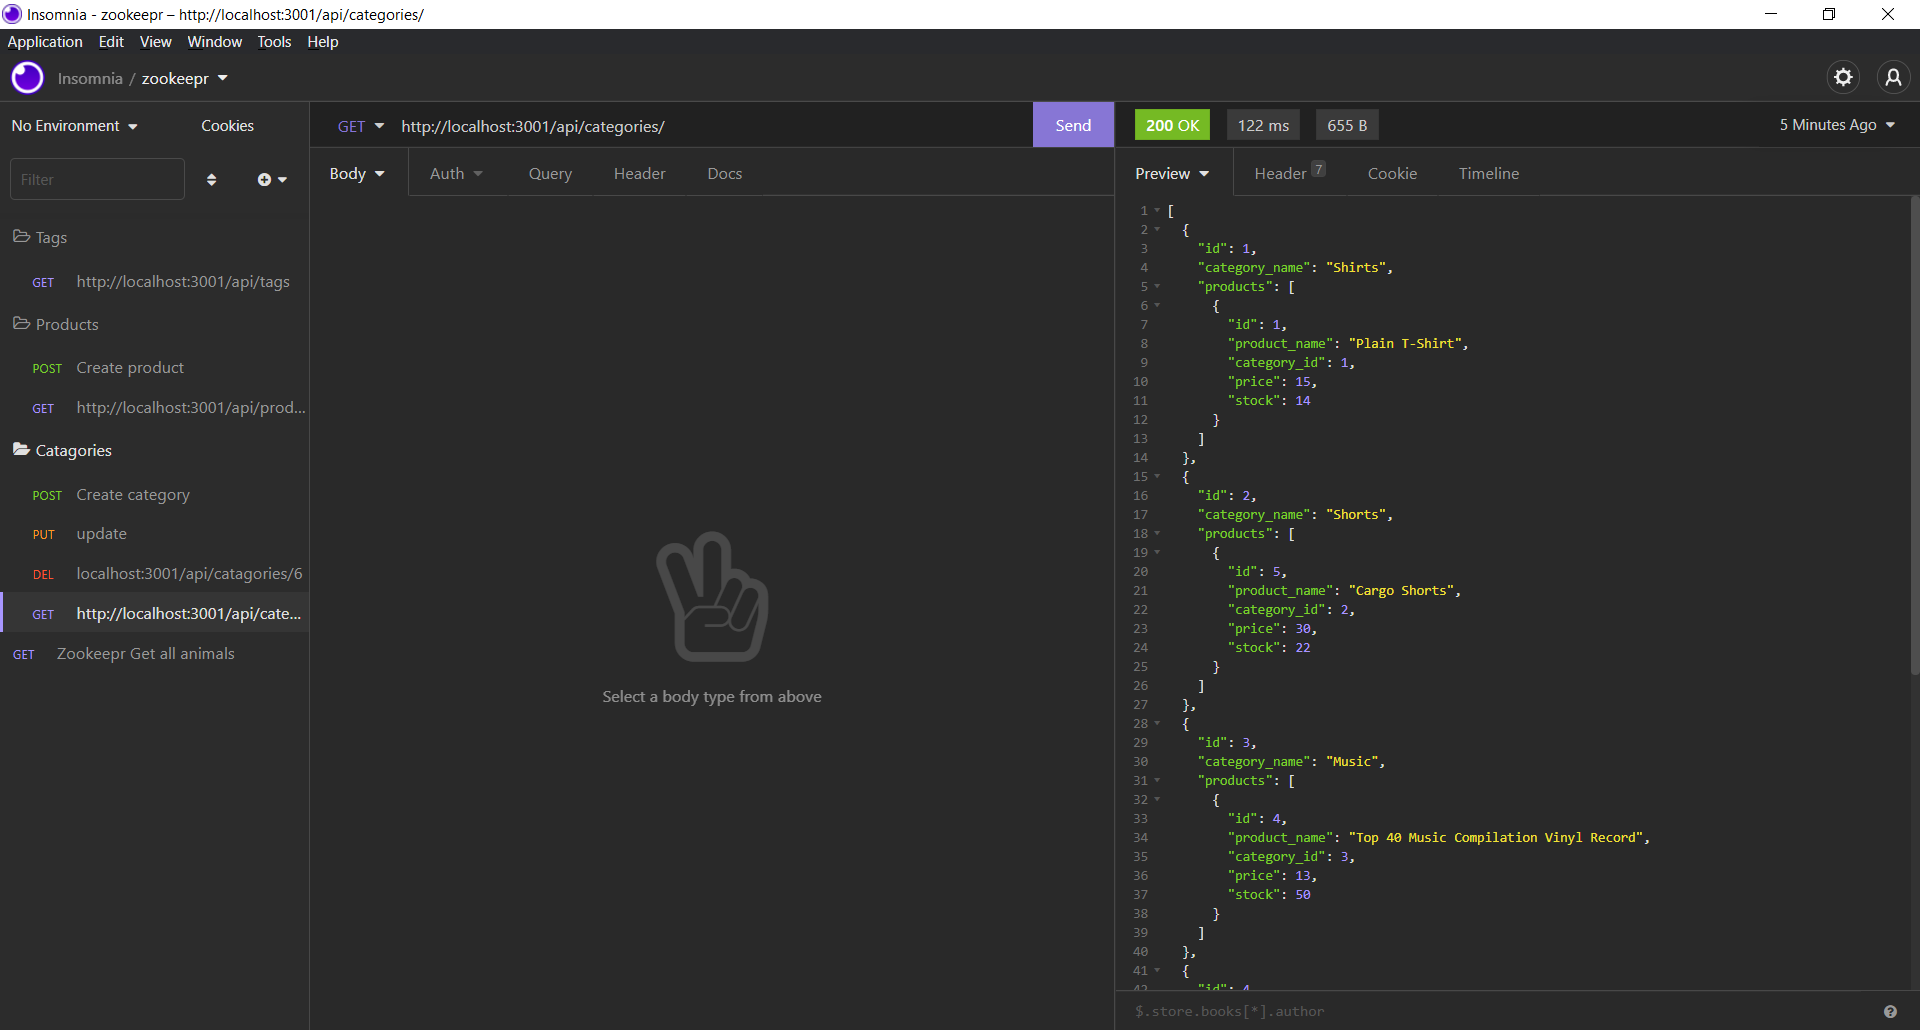 Insomnia - zookeepr – http://localhost:3001/api/categories/
Application Edit View Window Tools Help
Insomnia / zookeepr
No Environment Cookies
Filter
Tags
GET http://localhost:3001/api/tags
Products
POST Create product
GET http://localhost:3001/api/prod...
Catagories
POST Create category
PUT update
DEL localhost:3001/api/catagories/6
GET http://localhost:3001/api/cate...
GET Zookeepr Get all animals
GET http://localhost:3001/api/categories/ Send
Body Auth Query Header Docs
Select a body type from above
200 OK 122 ms 655 B 5 Minutes Ago
Preview Header 7 Cookie Timeline
1 [
2 {
3 "id": 1,
4 "category_name": "Shirts",
5 "products": [
6 {
7 "id": 1,
8 "product_name": "Plain T-Shirt",
9 "category_id": 1,
10 "price": 15,
11 "stock": 14
12 }
13 ]
14 },
15 {
16 "id": 2,
17 "category_name": "Shorts",
18 "products": [
19 {
20 "id": 5,
21 "product_name": "Cargo Shorts",
22 "category_id": 2,
23 "price": 30,
24 "stock": 22
25 }
26 ]
27 },
28 {
29 "id": 3,
30 "category_name": "Music",
31 "products": [
32 {
33 "id": 4,
34 "product_name": "Top 40 Music Compilation Vinyl Record",
35 "category_id": 3,
36 "price": 13,
37 "stock": 50
38 }
39 ]
40 },
41 {
42 "id": 4
$.store.books[*].author